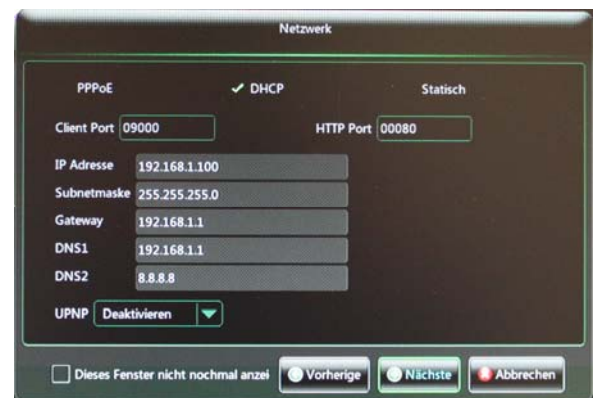 Netzwerk
PPPoE DHCP Statisch
Client Port 09000 HTTP Port 00080
IP Adresse 192.168.1.100
Subnetmaske 255.255.255.0
Gateway 192.168.1.1
DNS1 192.168.1.1
DNS2 8.8.8.8
UPNP Deaktivieren
Dieses Fenster nicht nochmal anzei Vorherige Nächste Abbrechen